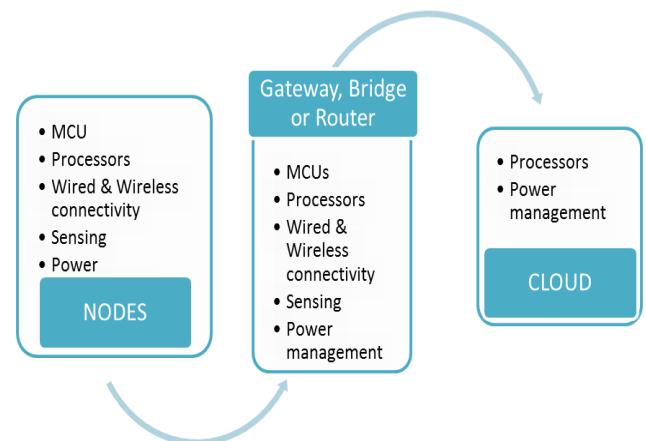 • MCU
• Processors
• Wired & Wireless
connectivity
• Sensing
• Power
NODES
Gateway, Bridge
or Router
• MCUs
• Processors
• Wired &
Wireless
connectivity
• Sensing
• Power
management
• Processors
• Power
management
CLOUD